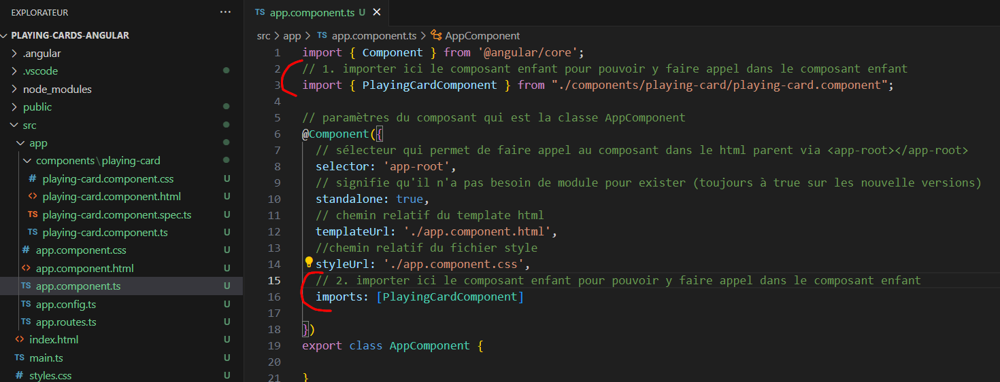 EXPLORATEUR
PLAYING-CARDS-ANGULAR
.angular
.vscode
node_modules
public
src
app
components\playing-card
# playing-card.component.css
<> playing-card.component.html
TS playing-card.component.spec.ts
TS playing-card.component.ts
# app.component.css
<> app.component.html
TS app.component.ts
TS app.config.ts
TS app.routes.ts
<> index.html
TS main.ts
# styles.css
U
U
U
U
U
U
U
U
U
U
U
U
TS app.component.ts U ×
src > app > TS app.component.ts > AppComponent
1 import { Component } from '@angular/core';
2 // 1. importer ici le composant enfant pour pouvoir y faire appel dans le composant enfant
3 import { PlayingCardComponent } from "./components/playing-card/playing-card.component";
4
5 // paramètres du composant qui est la classe AppComponent
6 @Component({
7 // sélecteur qui permet de faire appel au composant dans le html parent via <app-root></app-root>
8 selector: 'app-root',
9 // signifie qu'il n'a pas besoin de module pour exister (toujours à true sur les nouvelle versions)
10 standalone: true,
11 // chemin relatif du template html
12 templateUrl: './app.component.html',
13 //chemin relatif du fichier style
14 styleUrl: './app.component.css',
15 // 2. importer ici le composant enfant pour pouvoir y faire appel dans le composant enfant
16 imports: [PlayingCardComponent]
17
18 })
19 export class AppComponent {
20
21 }